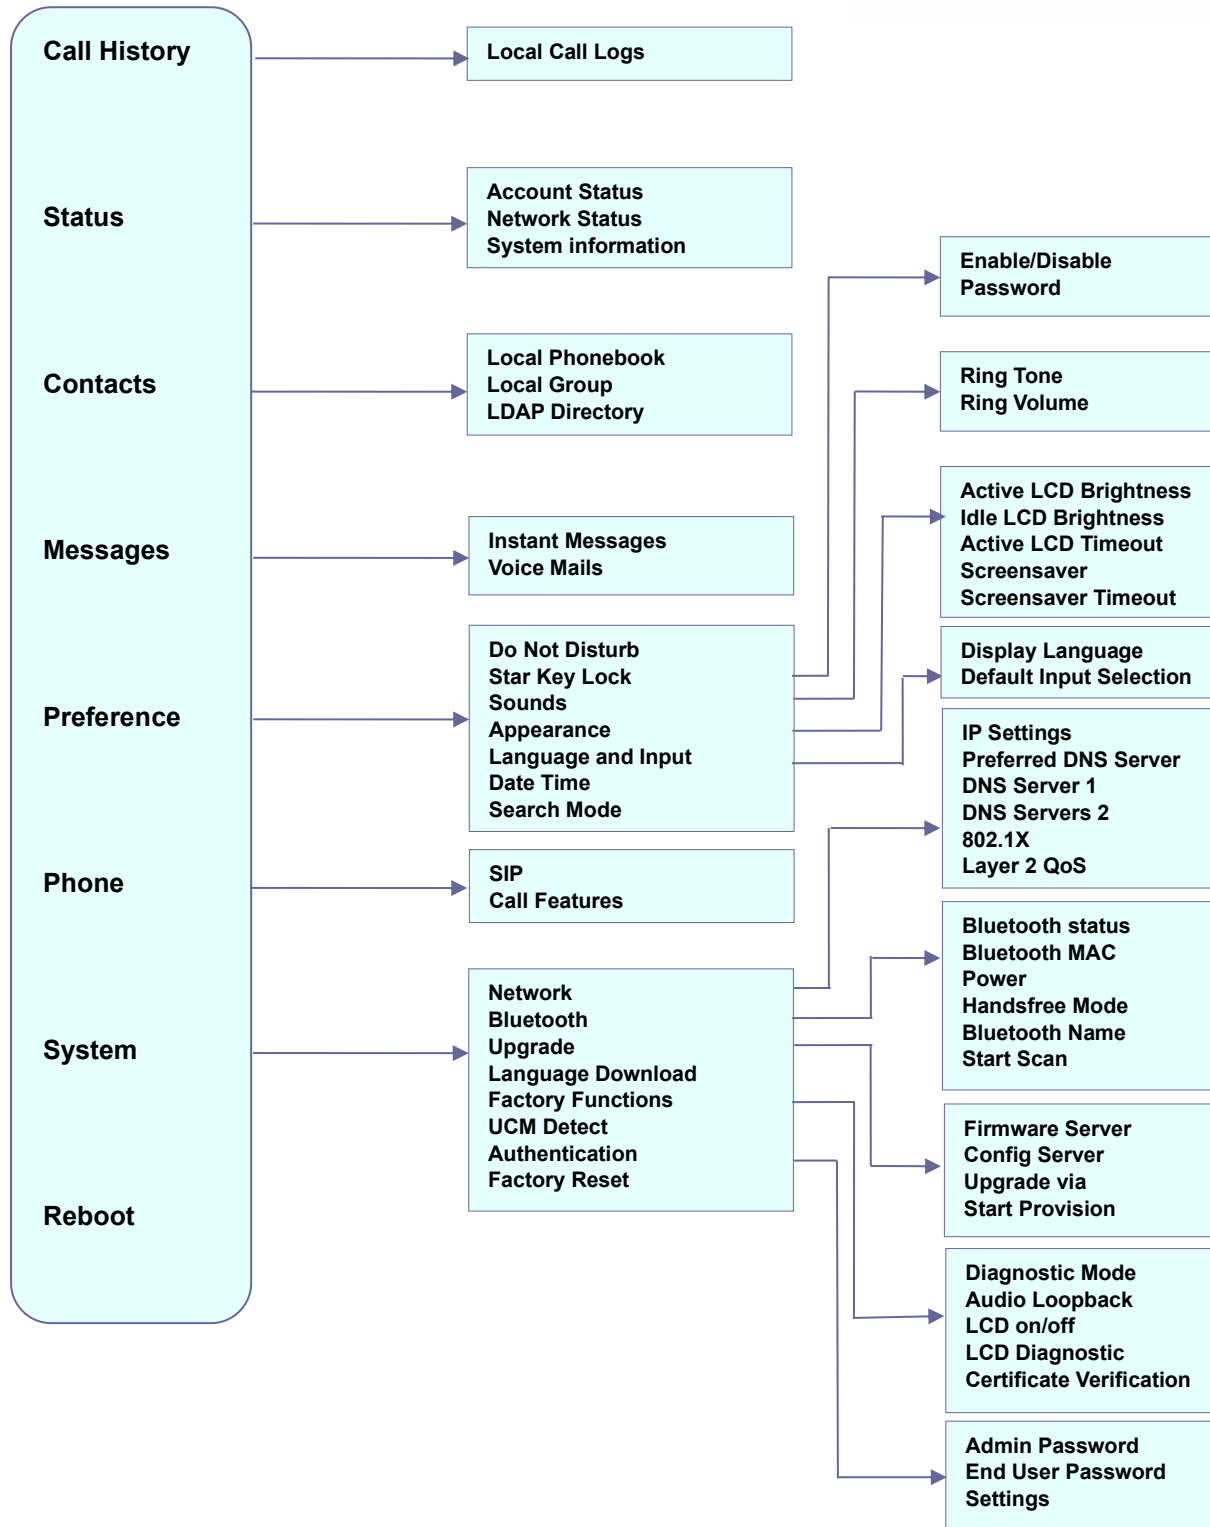 Call History
Status
Contacts
Messages
Preference
Phone
System
Reboot
Local Call Logs
Account Status
Network Status
System information
Local Phonebook
Local Group
LDAP Directory
Instant Messages
Voice Mails
Do Not Disturb
Star Key Lock
Sounds
Appearance
Language and Input
Date Time
Search Mode
SIP
Call Features
Network
Bluetooth
Upgrade
Language Download
Factory Functions
UCM Detect
Authentication
Factory Reset
Enable/Disable
Password
Ring Tone
Ring Volume
Active LCD Brightness
Idle LCD Brightness
Active LCD Timeout
Screensaver
Screensaver Timeout
Display Language
Default Input Selection
IP Settings
Preferred DNS Server
DNS Server 1
DNS Servers 2
802.1X
Layer 2 QoS
Bluetooth status
Bluetooth MAC
Power
Handsfree Mode
Bluetooth Name
Start Scan
Firmware Server
Config Server
Upgrade via
Start Provision
Diagnostic Mode
Audio Loopback
LCD on/off
LCD Diagnostic
Certificate Verification
Admin Password
End User Password
Settings